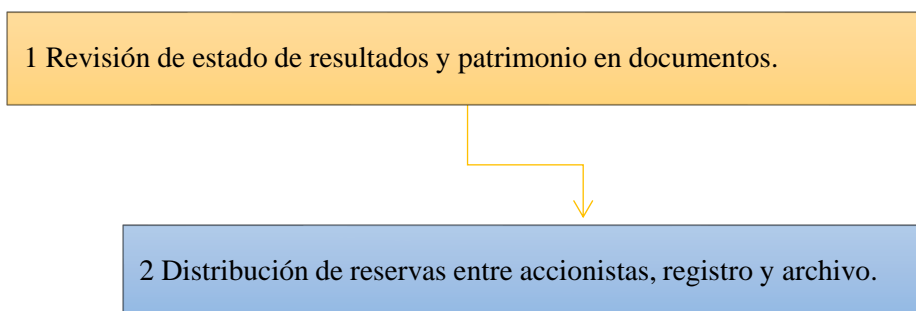 1 Revisión de estado de resultados y patrimonio en documentos.
2 Distribución de reservas entre accionistas, registro y archivo.